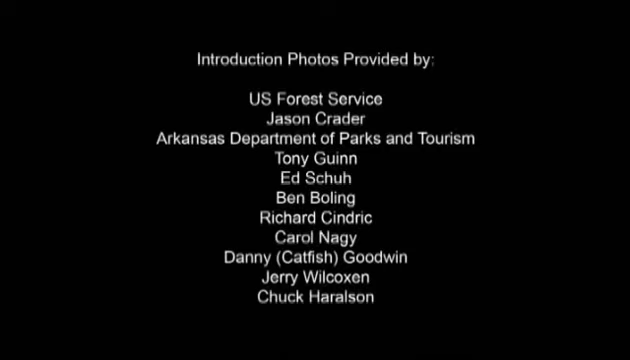 Introduction Photos Provided by:
US Forest Service
Jason Crader
Arkansas Department of Parks and Tourism
Tony Guinn
Ed Schuh
Ben Boling
Richard Cindric
Carol Nagy
Danny (Catfish) Goodwin
Jerry Wilcoxen
Chuck Haralson